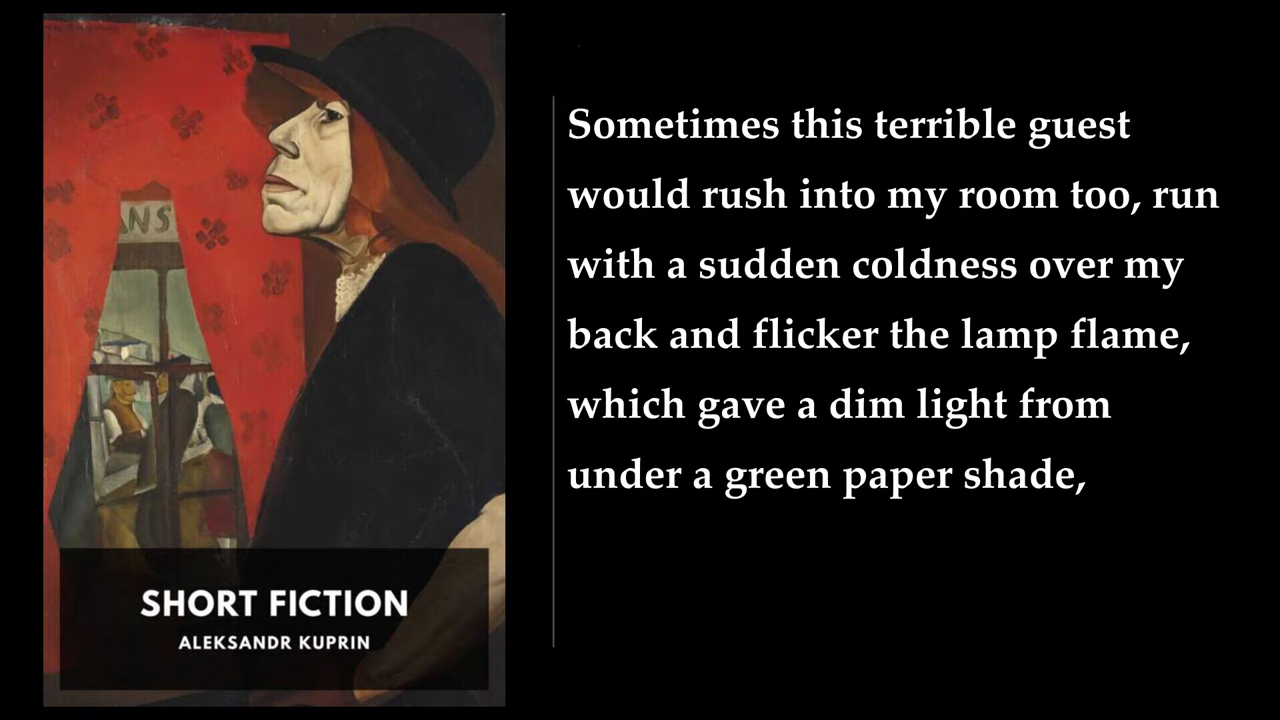 ANS
SHORT FICTION
ALEKSANDR KUPRIN
Sometimes this terrible guest
would rush into my room too, run
with a sudden coldness over my
back and flicker the lamp flame,
which gave a dim light from
under a green paper shade,